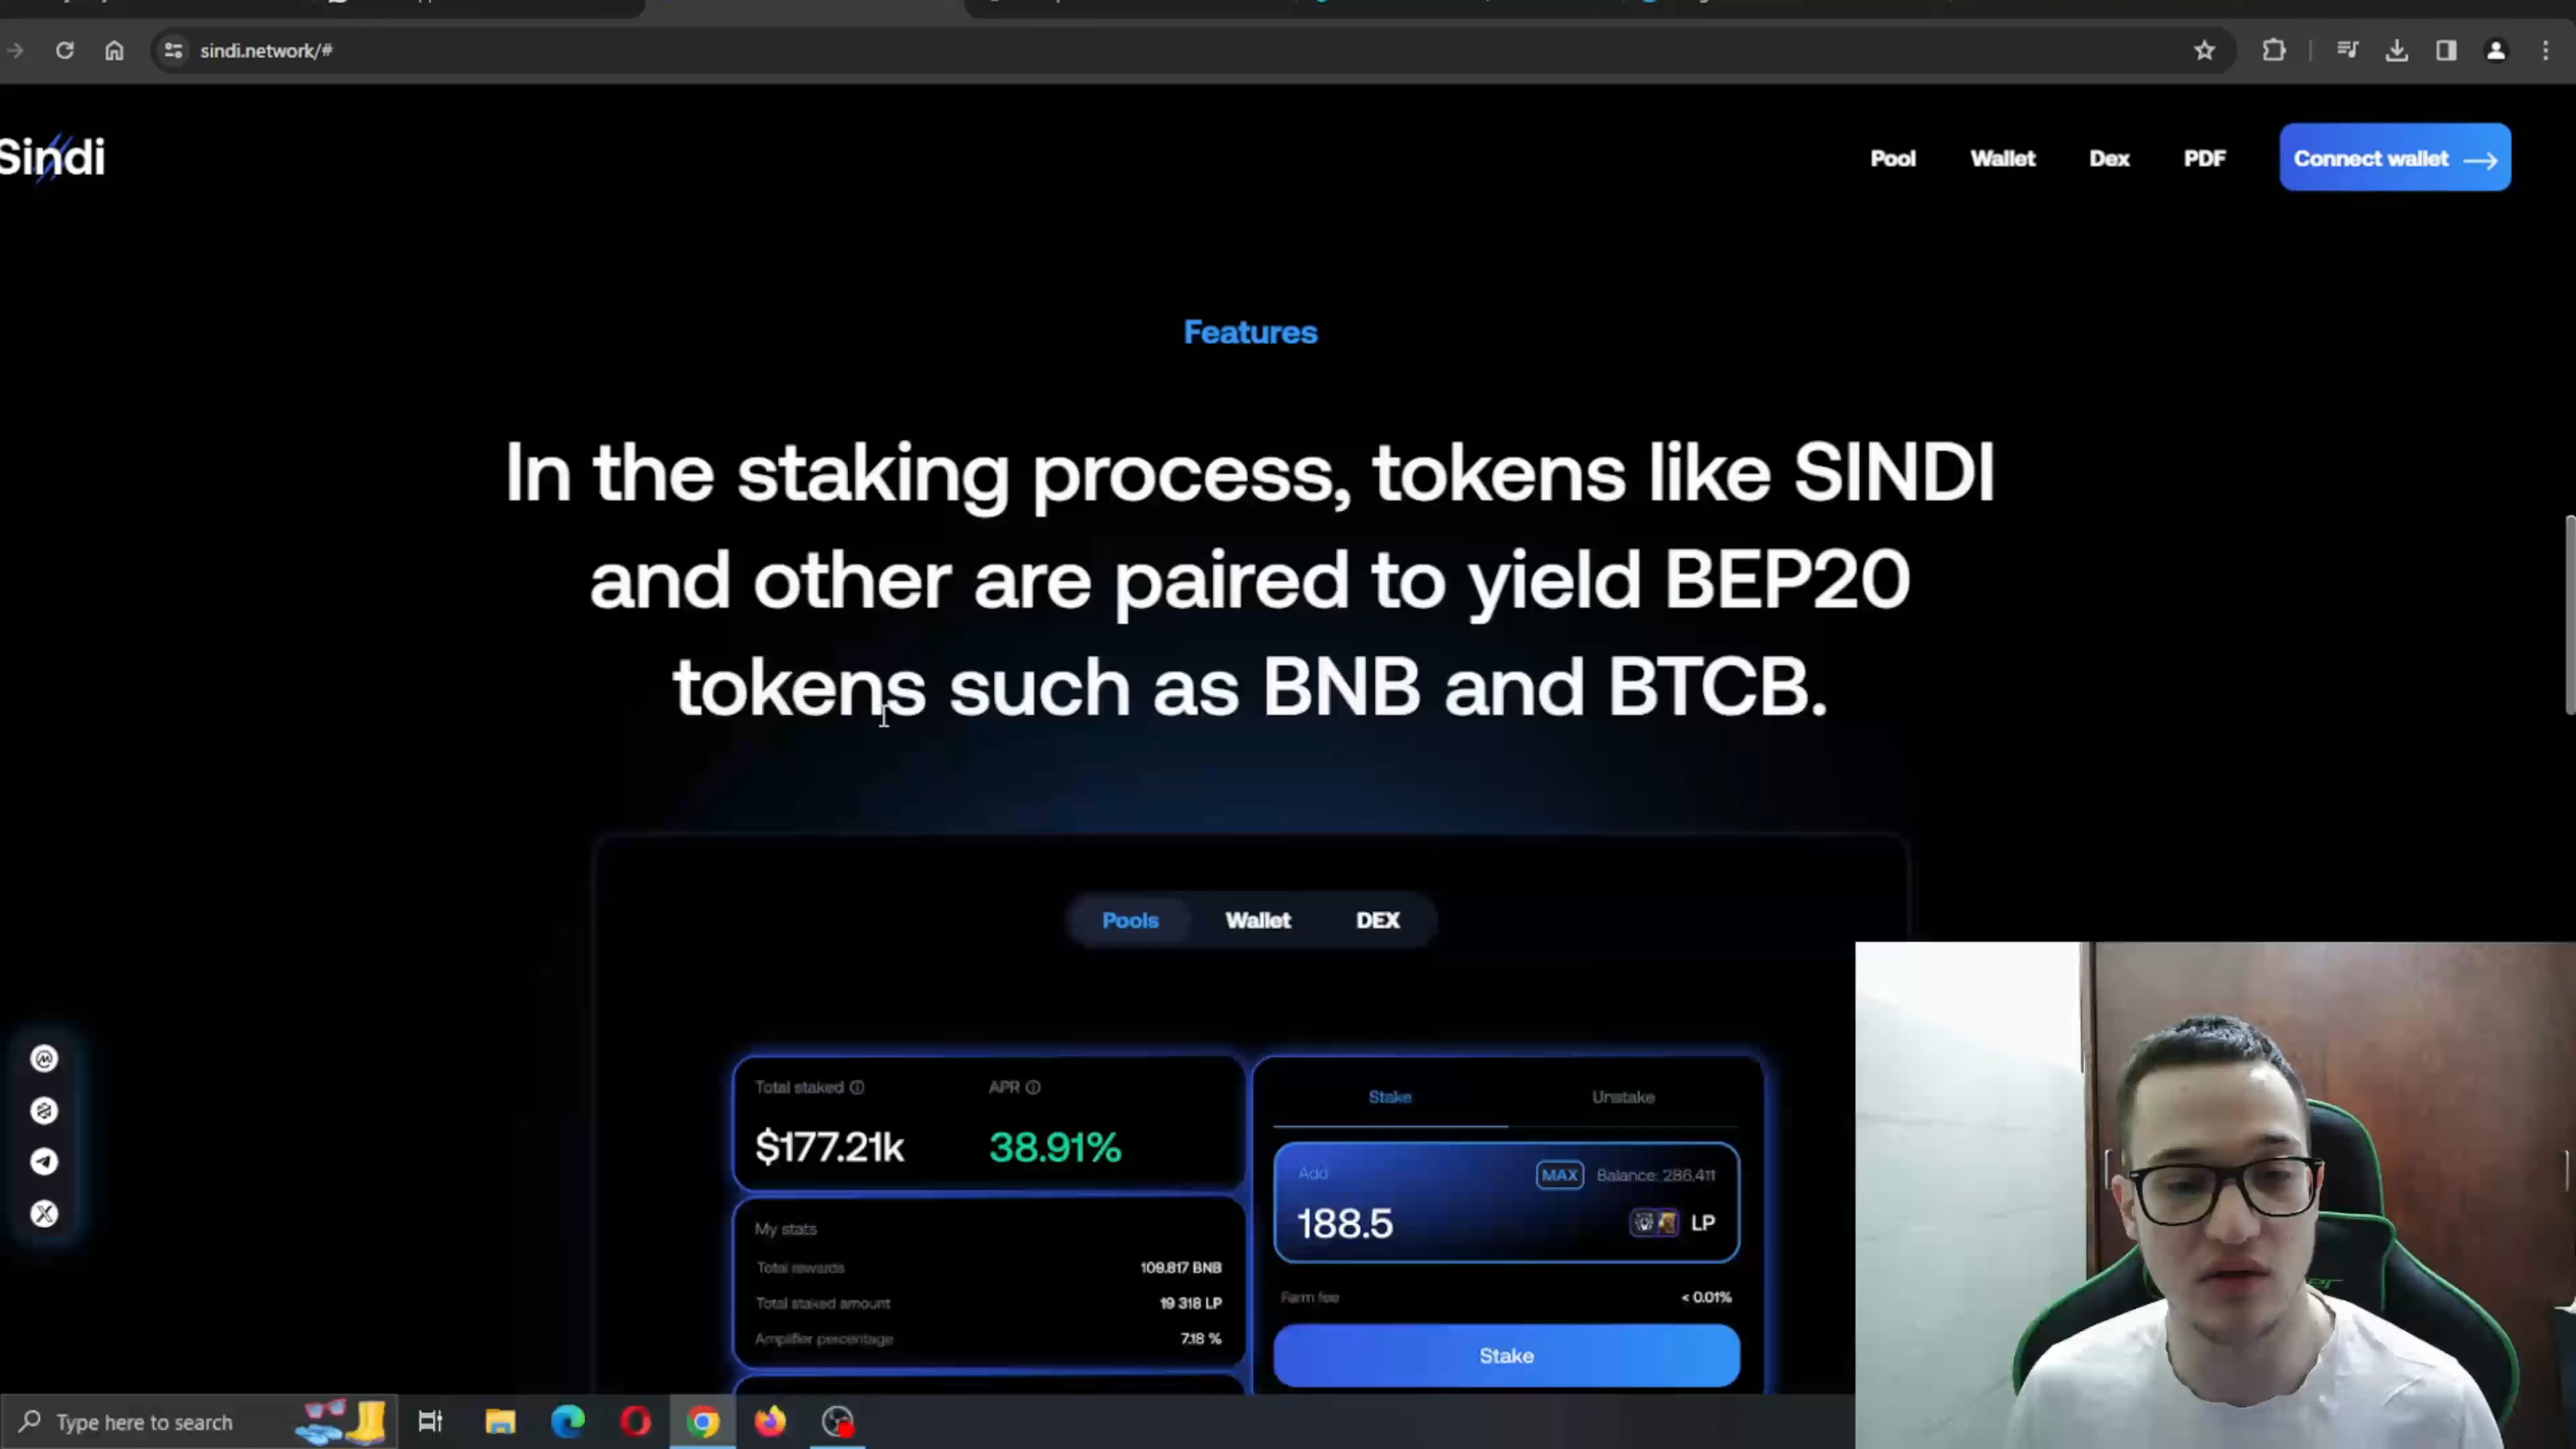 sindi.network/#
Sindi
Pool
Wallet
Dex
PDF
Connect wallet
Features
In the staking process, tokens like SINDI
and other are paired to yield BEP20
tokens such as BNB and BTCB.
Pools
Wallet
DEX
Total staked
APR
$177.21k
38.91%
My stats
Total rewards
109.817 BNB
Total staked amount
19 318 LP
Amplifier percentage
7.18 %
Stake
Unstake
Add
MAX
Balance: 286.411
188.5
LP
Farm fee
< 0.01%
Stake
Type here to search